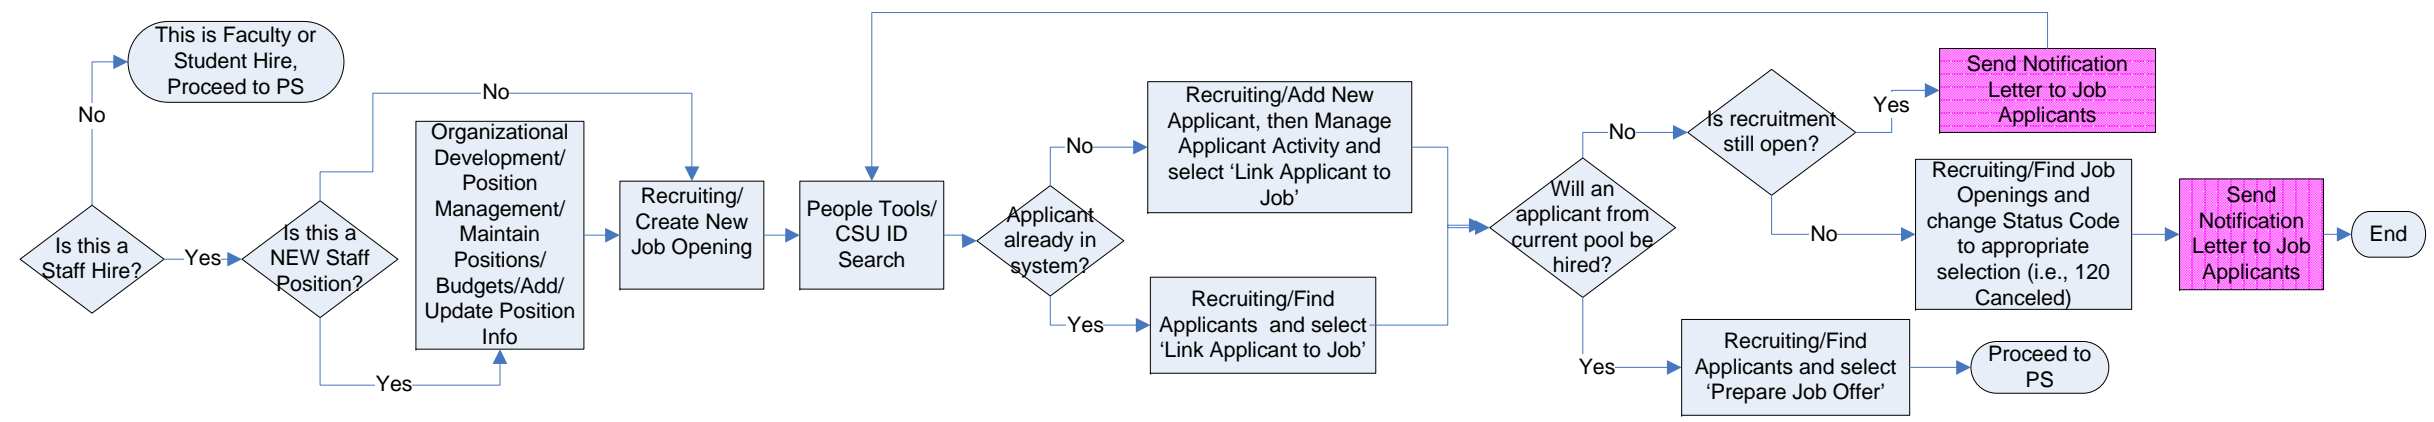 This is Faculty or
Student Hire,
Proceed to PS
No
Is this a
Staff Hire?
Yes
Is this a
NEW Staff
Position?
No
Yes
Organizational
Development/
Position
Management/
Maintain
Positions/
Budgets/Add/
Update Position
Info
Recruiting/
Create New
Job Opening
People Tools/
CSU ID
Search
Applicant
already in
system?
No
Yes
Recruiting/Add New
Applicant, then Manage
Applicant Activity and
select ‘Link Applicant to
Job’
Recruiting/Find
Applicants and select
‘Link Applicant to Job’
Will an
applicant from
current pool be
hired?
No
Yes
Is recruitment
still open?
Yes
No
Send Notification
Letter to Job
Applicants
Recruiting/Find Job
Openings and
change Status Code
to appropriate
selection (i.e., 120
Canceled)
Send
Notification
Letter to Job
Applicants
End
Recruiting/Find
Applicants and select
‘Prepare Job Offer’
Proceed to
PS